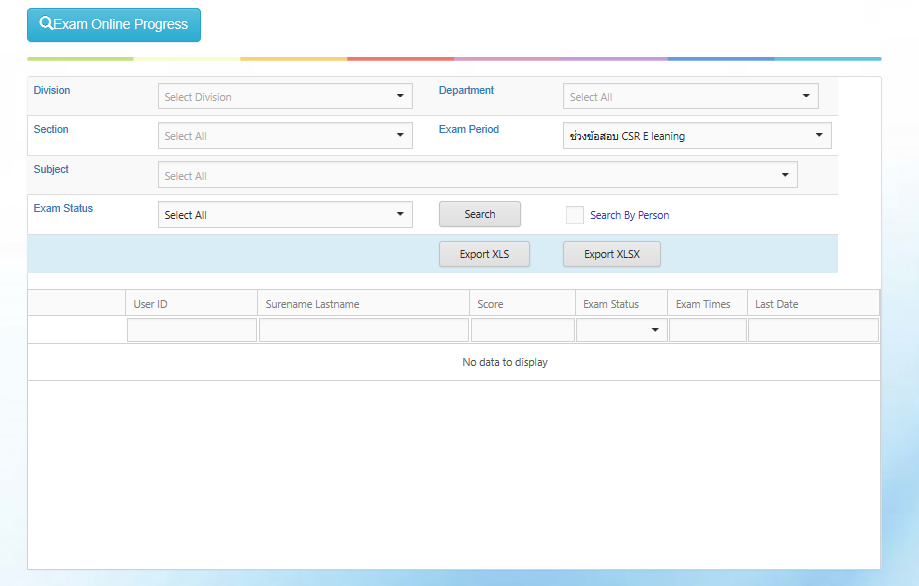 Exam Online Progress
Division Select Division Department Select All
Section Select All Exam Period ช่วงข้อสอบ CSR E leaning
Subject Select All
Exam Status Select All Search Search By Person
Export XLS Export XLSX
User ID Surename Lastname Score Exam Status Exam Times Last Date
No data to display